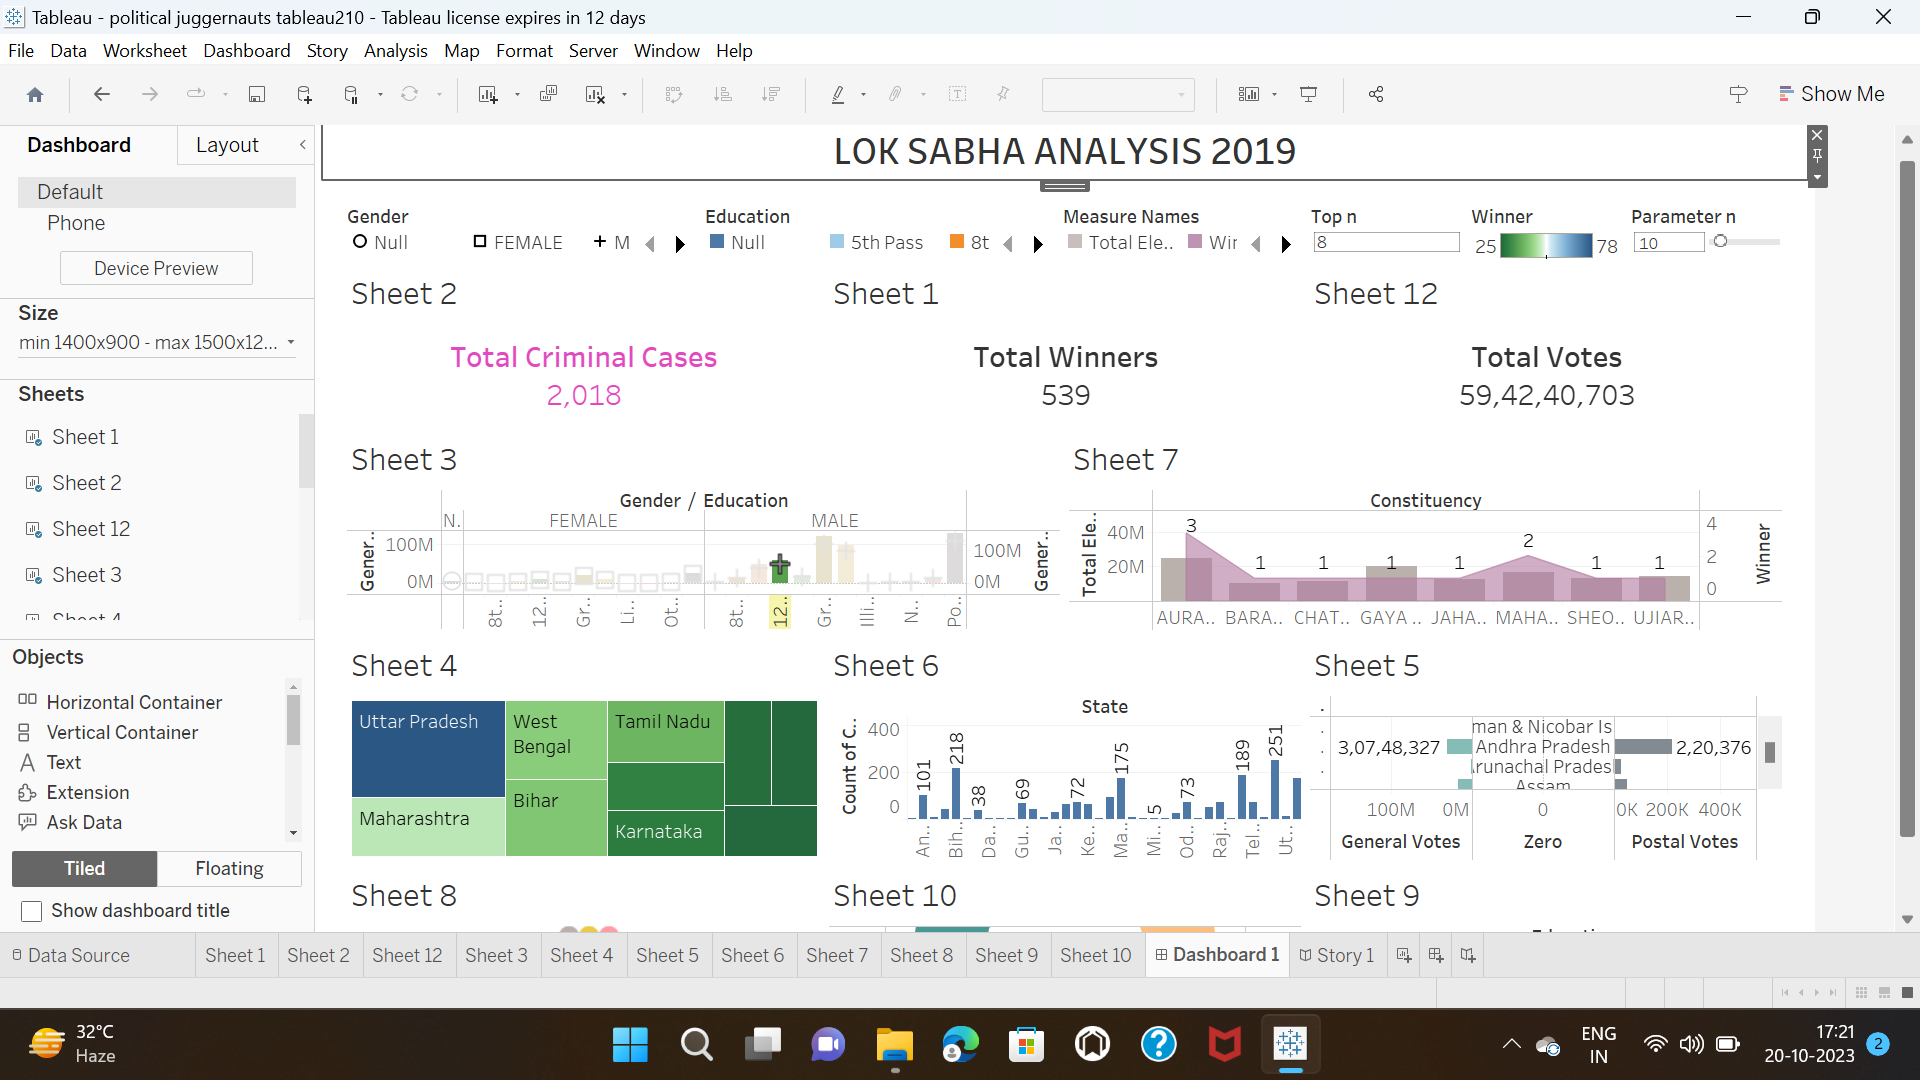 Tableau - political juggernauts tableau210 - Tableau license expires in 12 days
File Data Worksheet Dashboard Story Analysis Map Format Server Window Help
Show Me
Dashboard Layout
Default
Phone
Device Preview
Size
min 1400x900 - max 1500x12...
Sheets
Sheet 1
Sheet 2
Sheet 12
Sheet 3
Sheet 4
Objects
Horizontal Container
Vertical Container
Text
Extension
Ask Data
Tiled Floating
Show dashboard title
LOK SABHA ANALYSIS 2019
Gender Education Measure Names Top n Winner Parameter n
Null FEMALE M Null 5th Pass 8t Total Ele.. Wir 8 25 78 10
Sheet 2 Sheet 1 Sheet 12
Total Criminal Cases Total Winners Total Votes
2,018 539 59,42,40,703
Sheet 3 Sheet 7
Gender / Education
N. FEMALE MALE
Gener..
100M
0M
100M
0M
Gener..
8t.. 12.. Gr.. Li.. Ot.. 8t.. 12.. Gr.. Illi.. N.. Po..
Constituency
Total Ele..
40M
20M
3 1 1 1 1 2 1 1
4
2
0
Winner
AURA.. BARA.. CHAT.. GAYA .. JAHA.. MAHA.. SHEO.. UJIAR..
Sheet 4 Sheet 6 Sheet 5
Uttar Pradesh
West Bengal
Tamil Nadu
Bihar
Maharashtra
Karnataka
State
Count of C..
400
200
0
101 218 38 69 72 175 5 73 189 251
An.. Bih.. Da.. Gu.. Ja.. Ke.. Ma.. Mi.. Od.. Raj.. Tel.. Ut..
man & Nicobar Is
3,07,48,327 Andhra Pradesh 2,20,376
runachal Prades
Assam
100M 0M 0 0K 200K 400K
General Votes Zero Postal Votes
Sheet 8 Sheet 10 Sheet 9
Data Source Sheet 1 Sheet 2 Sheet 12 Sheet 3 Sheet 4 Sheet 5 Sheet 6 Sheet 7 Sheet 8 Sheet 9 Sheet 10 Dashboard 1 Story 1
32°C
Haze
ENG
IN
17:21
20-10-2023
2